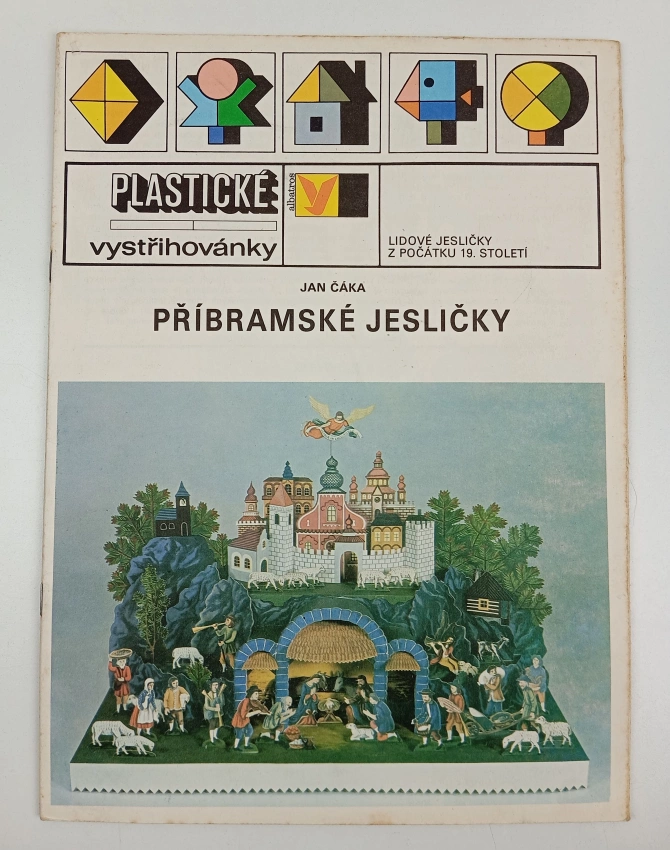 PLASTICKÉ
vystřihovánky
albatros
LIDOVÉ JESLIČKY
Z POČÁTKU 19. STOLETÍ
JAN ČÁKA
PŘÍBRAMSKÉ JESLIČKY